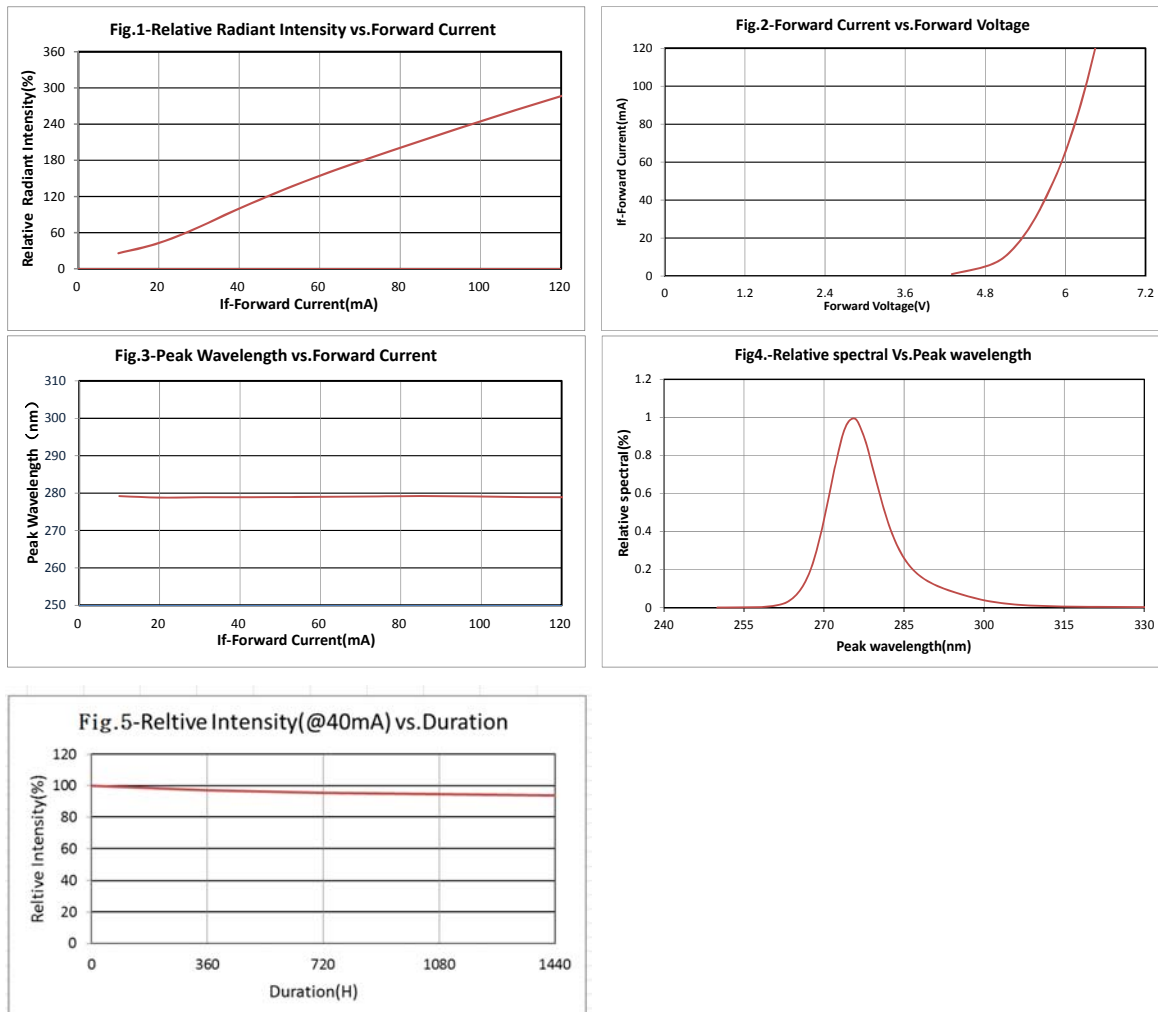 Fig.1-Relative Radiant Intensity vs.Forward Current
Relative Radiant Intensity(%)
360
300
240
180
120
60
0
0 20 40 60 80 100 120
If-Forward Current(mA)
Fig.2-Forward Current vs.Forward Voltage
If-Forward Current(mA)
120
100
80
60
40
20
0
0 1.2 2.4 3.6 4.8 6 7.2
Forward Voltage(V)
Fig.3-Peak Wavelength vs.Forward Current
Peak Wavelength（nm）
310
300
290
280
270
260
250
0 20 40 60 80 100 120
If-Forward Current(mA)
Fig4.-Relative spectral Vs.Peak wavelength
Relative spectral(%)
1.2
1
0.8
0.6
0.4
0.2
0
240 255 270 285 300 315 330
Peak wavelength(nm)
Fig.5-Reltive Intensity(@40mA) vs.Duration
Reltive Intensity(%)
120
100
80
60
40
20
0
0 360 720 1080 1440
Duration(H)